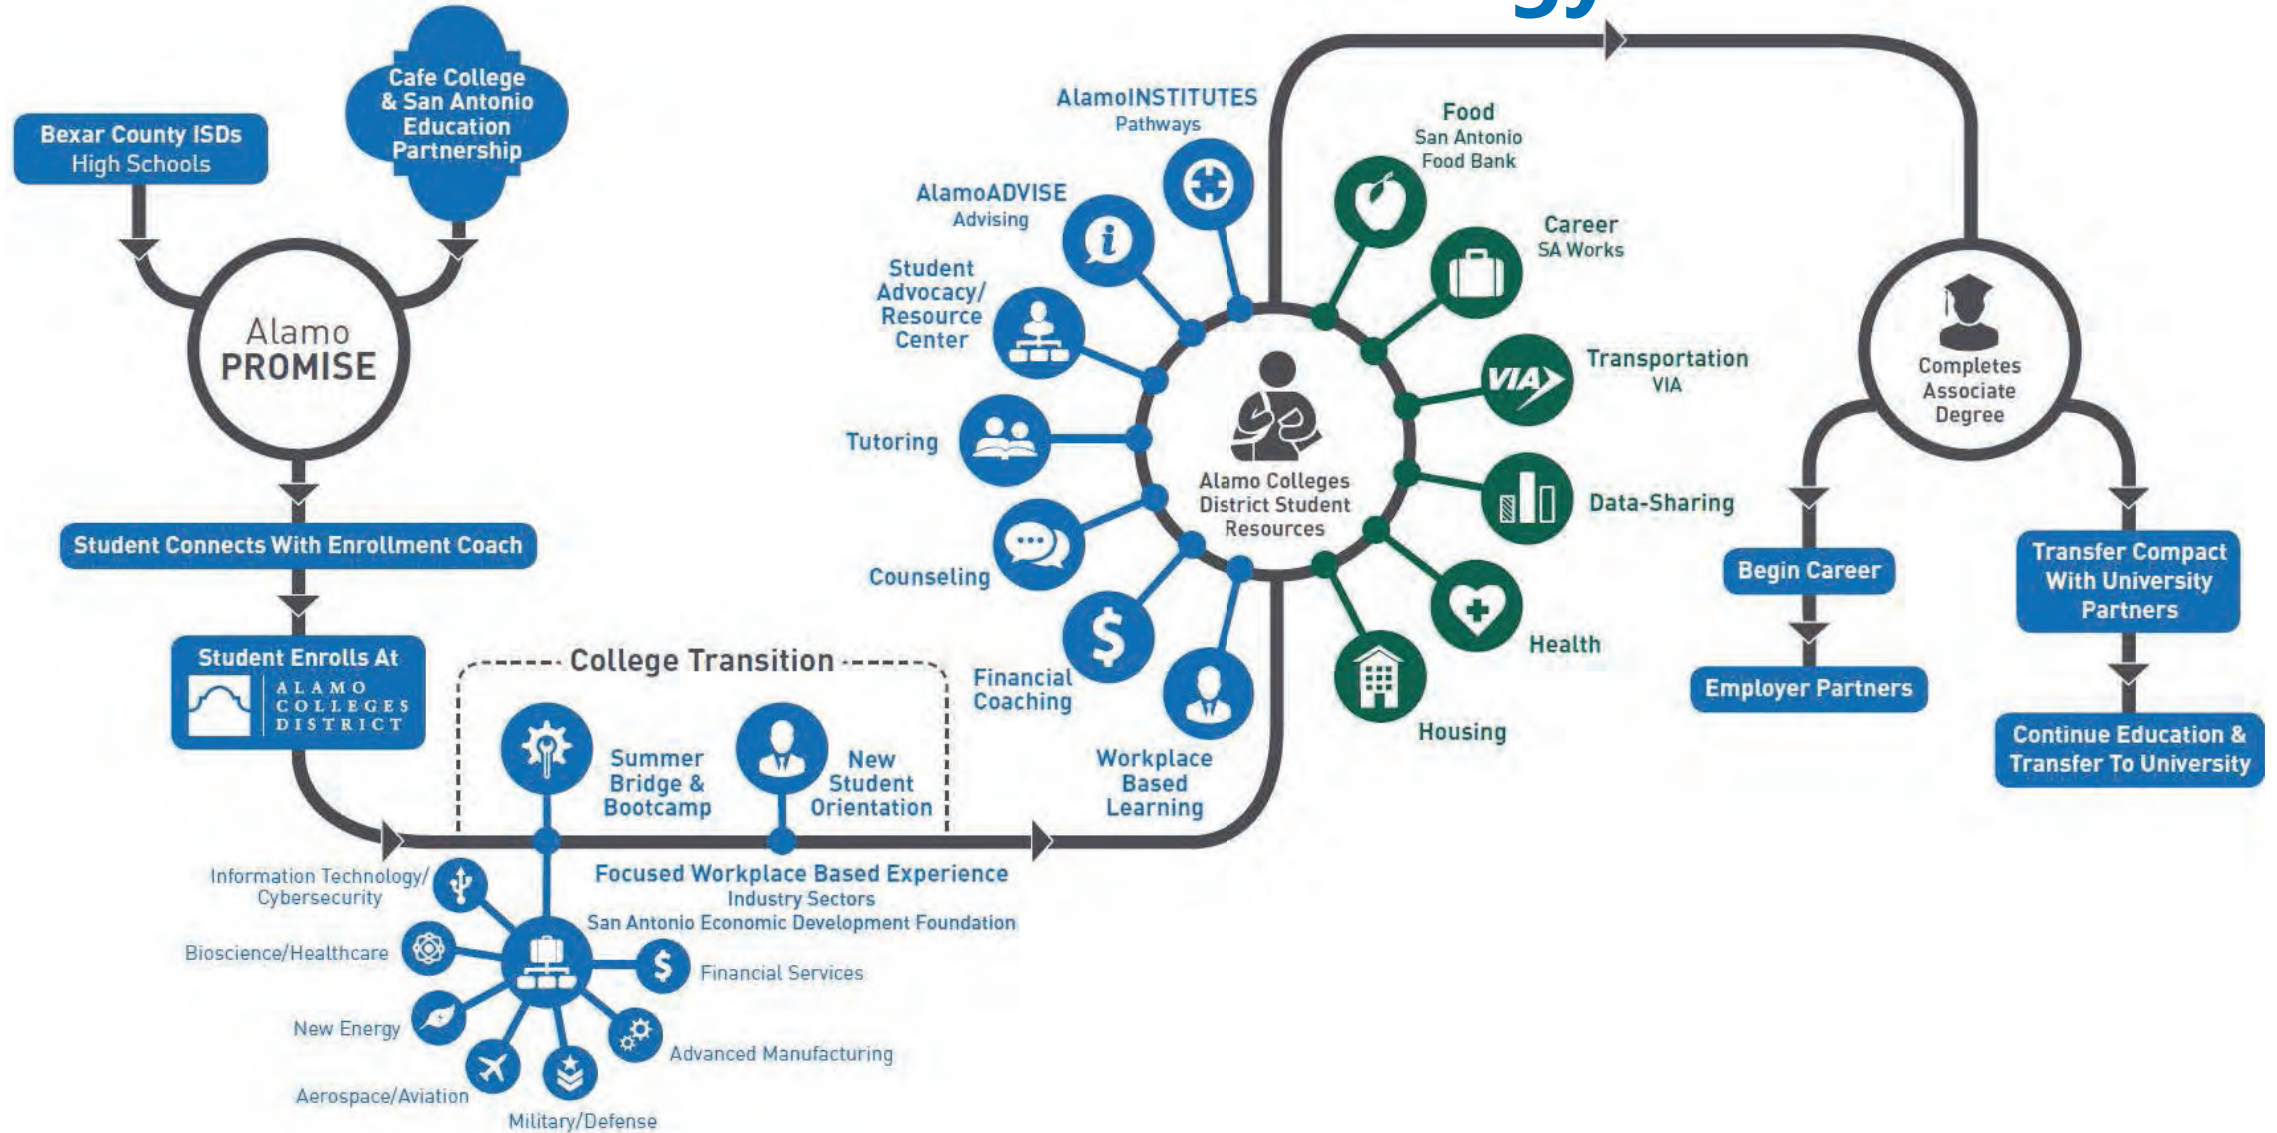 Bexar County ISDs
High Schools
Cafe College
& San Antonio
Education
Partnership
Alamo
PROMISE
Student Connects With Enrollment Coach
Student Enrolls At
ALAMO
COLLEGES
DISTRICT
College Transition
Summer
Bridge &
Bootcamp
New
Student
Orientation
Focused Workplace Based Experience
Industry Sectors
San Antonio Economic Development Foundation
Information Technology/
Cybersecurity
Bioscience/Healthcare
New Energy
Aerospace/Aviation
Military/Defense
Advanced Manufacturing
Financial Services
AlamoINSTITUTES
Pathways
AlamoADVISE
Advising
Student
Advocacy/
Resource
Center
Tutoring
Counseling
Financial
Coaching
Workplace
Based
Learning
Alamo Colleges
District Student
Resources
Food
San Antonio
Food Bank
Career
SA Works
VIA
Transportation
VIA
Data-Sharing
Health
Housing
Completes
Associate
Degree
Begin Career
Employer Partners
Transfer Compact
With University
Partners
Continue Education &
Transfer To University